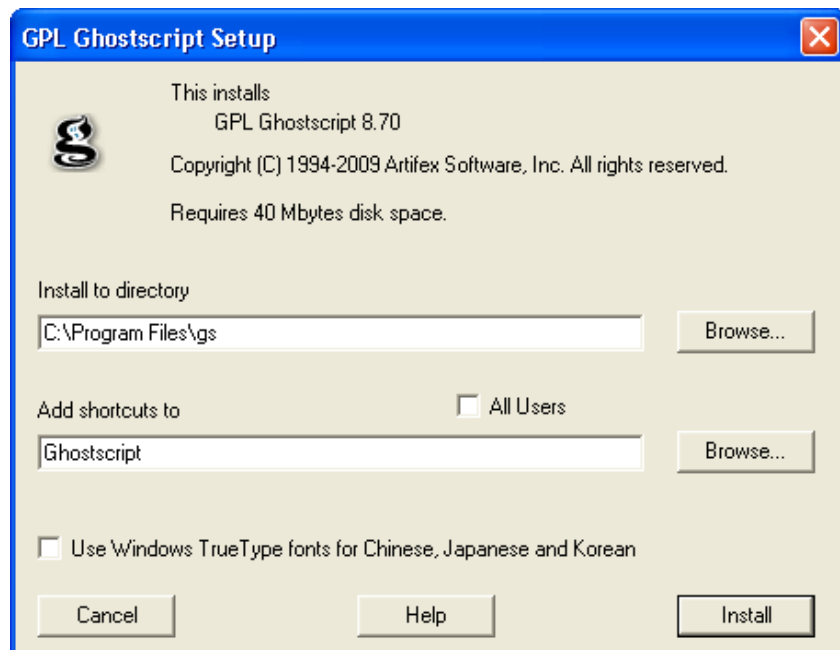 GPL Ghostscript Setup
This installs
GPL Ghostscript 8.70
Copyright (C) 1994-2009 Artifex Software, Inc. All rights reserved.
Requires 40 Mbytes disk space.
Install to directory
C:\Program Files\gs
Browse...
Add shortcuts to
All Users
Ghostscript
Browse...
Use Windows TrueType fonts for Chinese, Japanese and Korean
Cancel
Help
Install